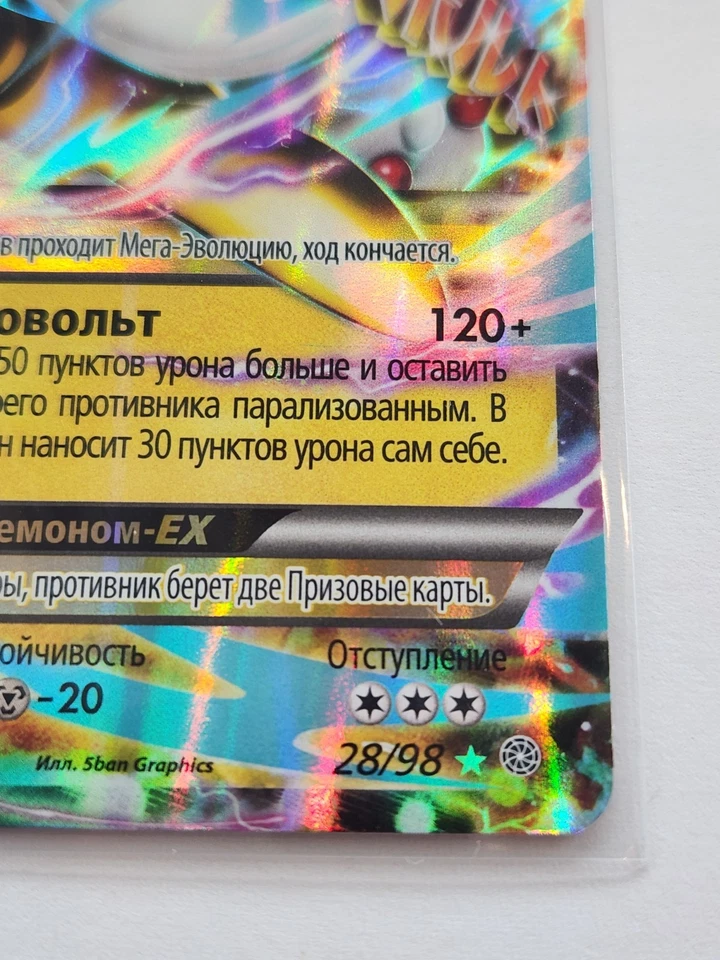 в проходит Мега-Эволюцию, ход кончается.
овольт 120+
50 пунктов урона больше и оставить
его противника парализованным. В
н наносит 30 пунктов урона сам себе.
емоном-EX
ры, противник берет две Призовые карты.
ойчивость Отступление
-20
Илл. 5ban Graphics 28/98